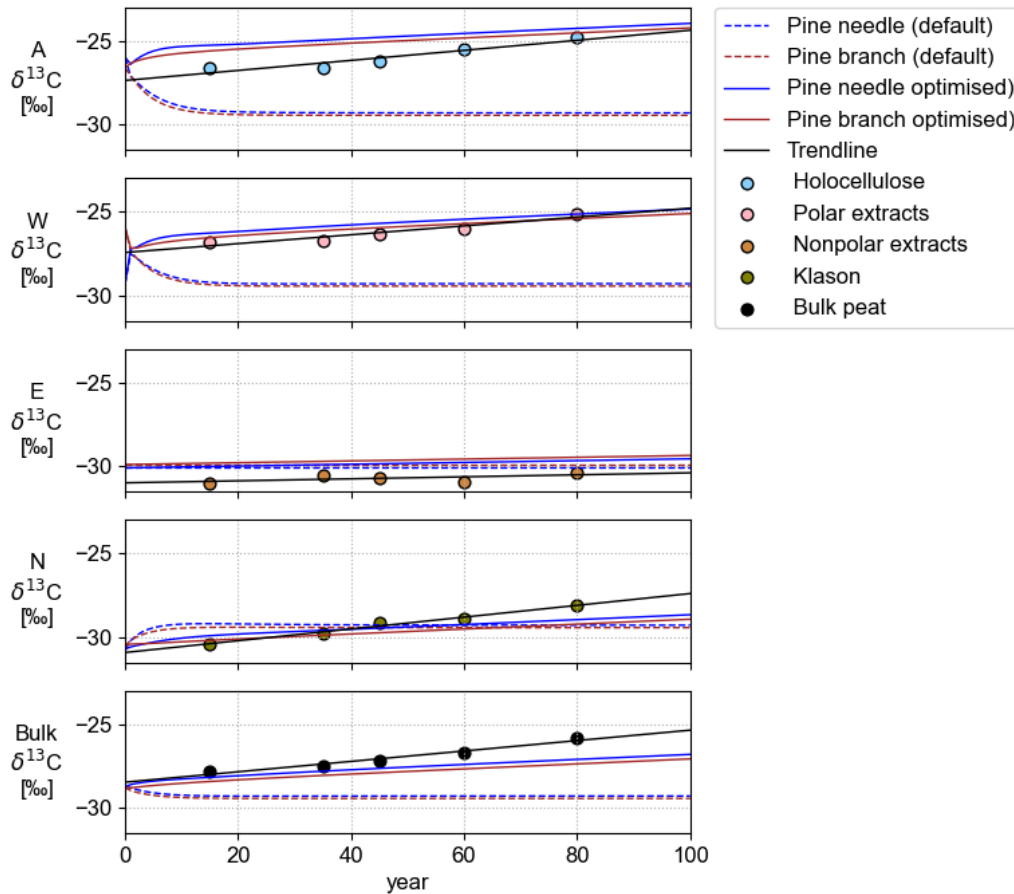 A
δ¹³C
[‰]
−25
−30
W
δ¹³C
[‰]
−25
−30
E
δ¹³C
[‰]
−25
−30
N
δ¹³C
[‰]
−25
−30
Bulk
δ¹³C
[‰]
−25
−30
0 20 40 60 80 100
year
Pine needle (default)
Pine branch (default)
Pine needle optimised)
Pine branch optimised)
Trendline
Holocellulose
Polar extracts
Nonpolar extracts
Klason
Bulk peat